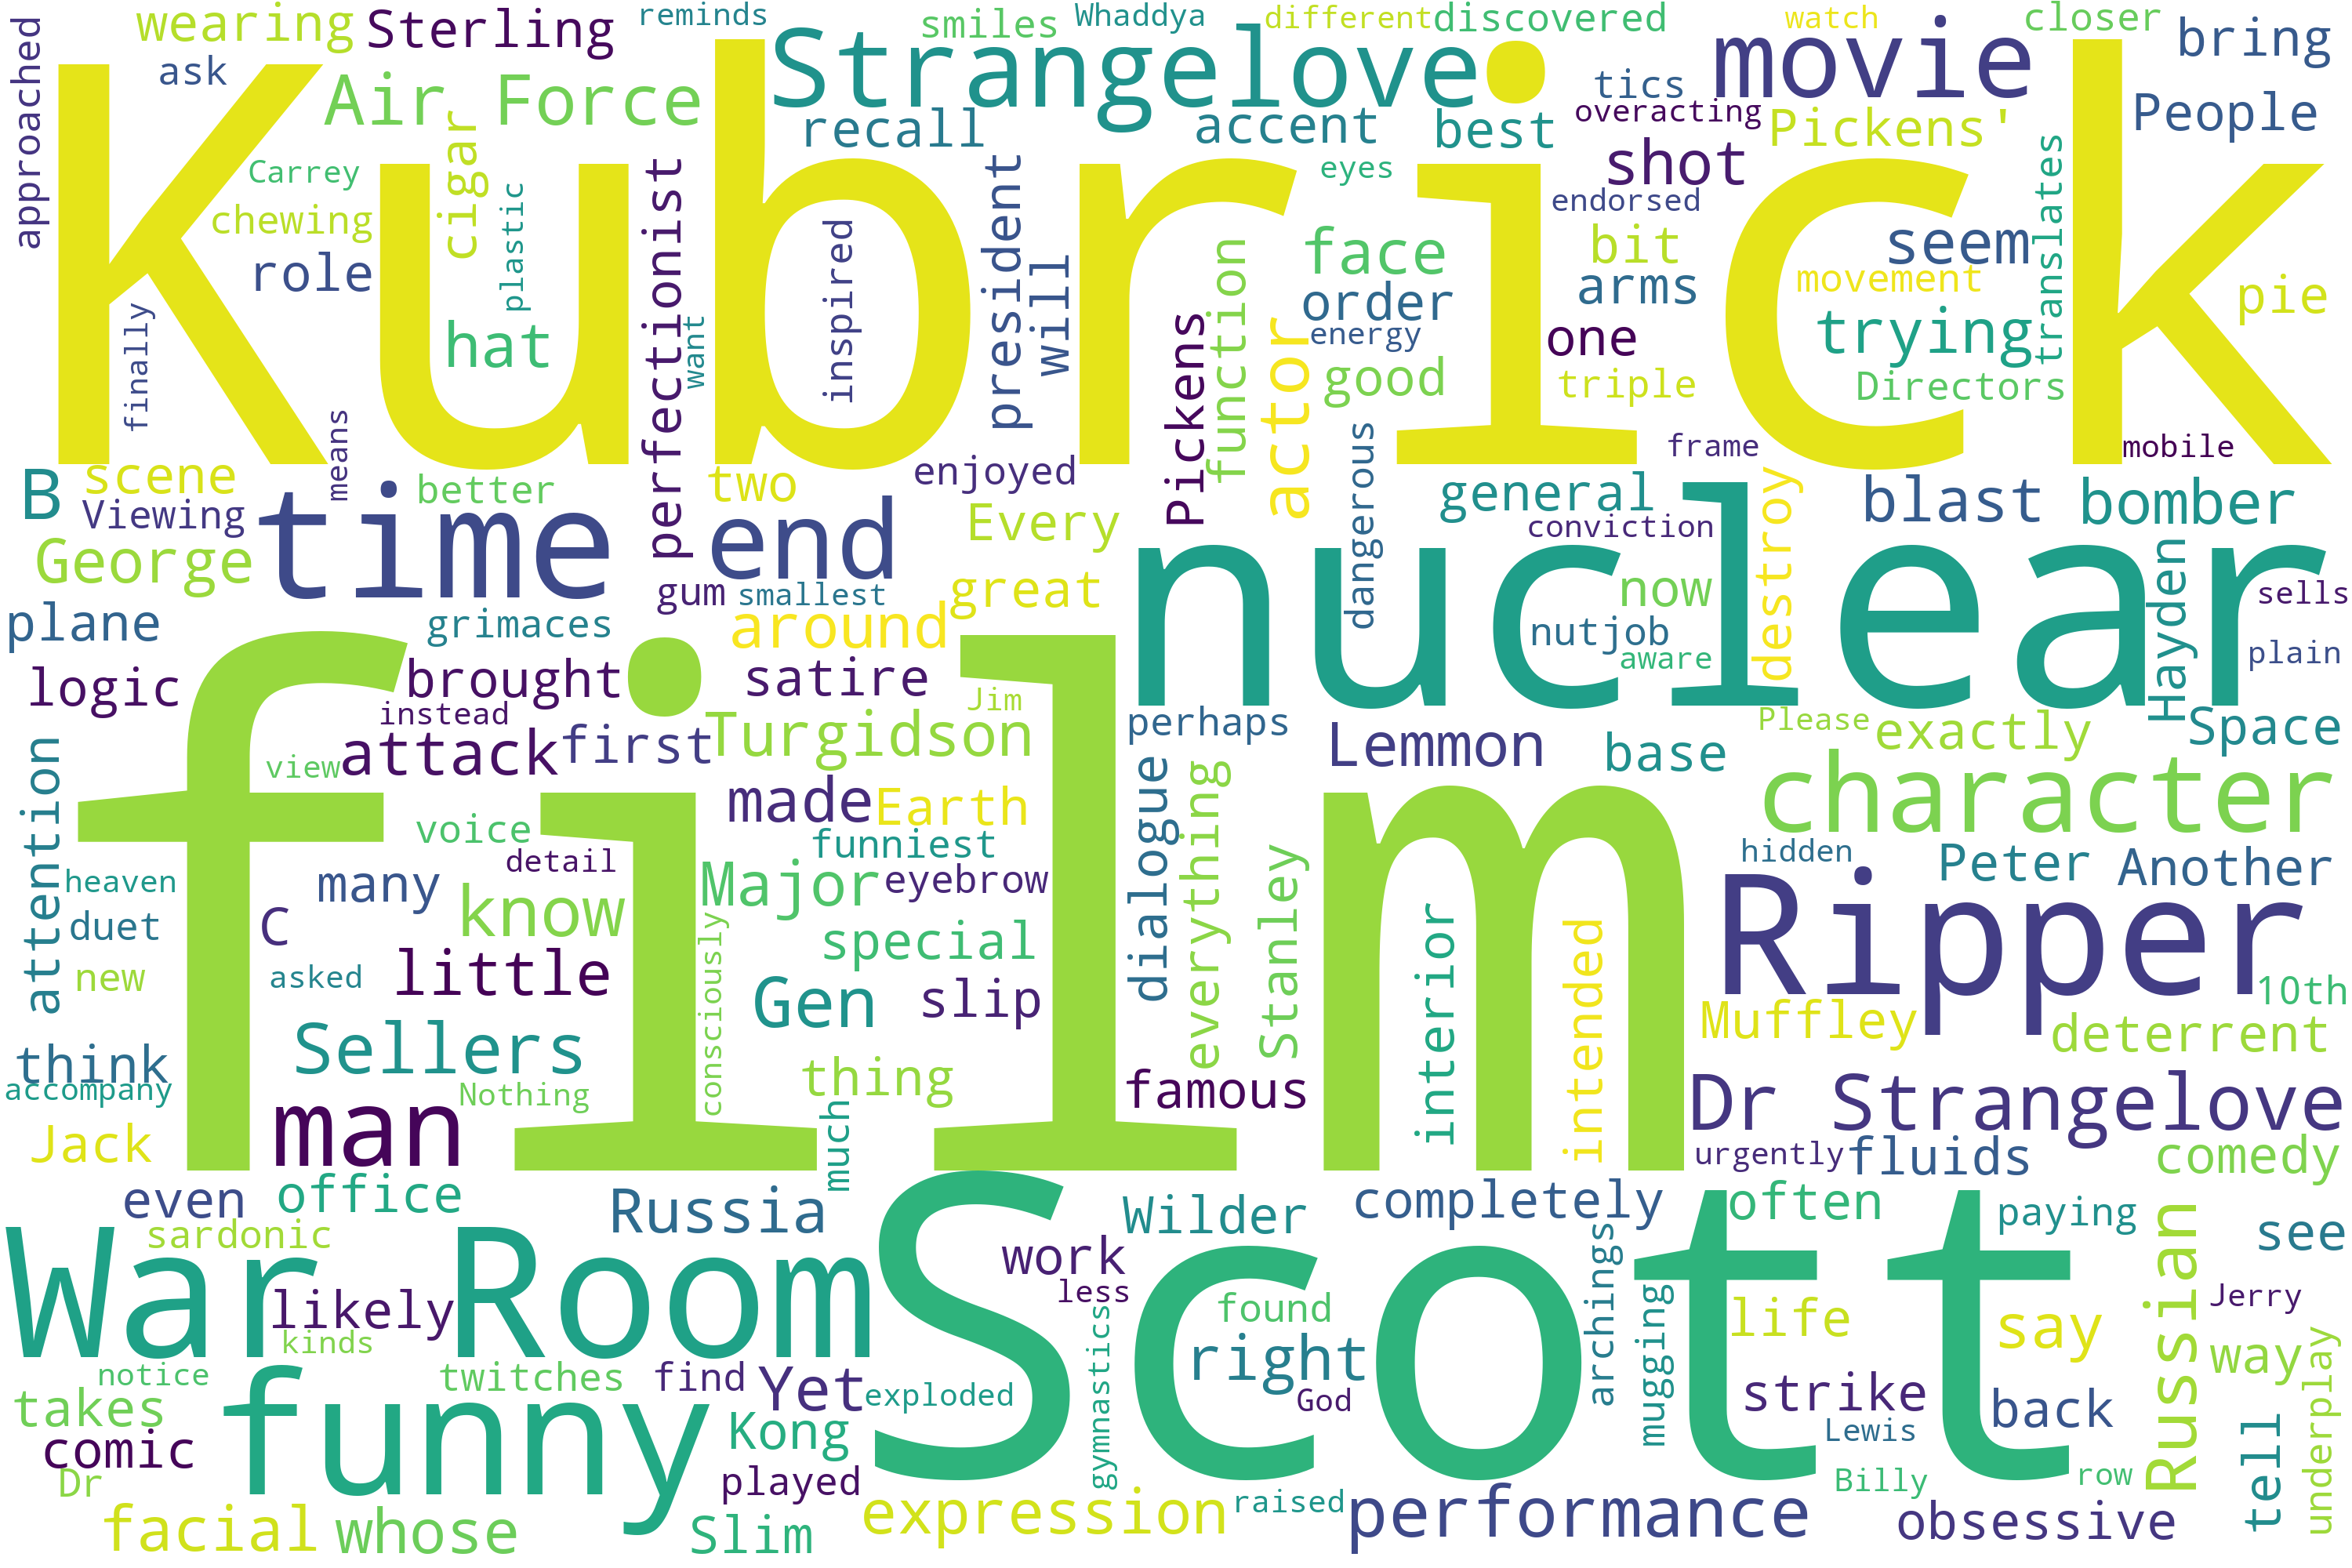 Kubrick
film
Scott
nuclear
Strangelove
movie
time
end
Ripper
War Room
funny
character
man
Dr Strangelove
wearing
Sterling
reminds
smiles
Whaddya
different
discovered
watch
closer
bring
approached
ask
Air Force
cigar
recall
accent
best
tics
overacting
Pickens'
People
Carrey
chewing
plastic
role
hat
perfectionist
want
inspired
president
will
eyes
shot
endorsed
face
bit
seem
translates
order
arms
movement
pie
function
Pickens
actor
energy
one
trying
good
triple
Directors
finally
means
frame
mobile
B
scene
Viewing
better
two
enjoyed
Every
general
dangerous
conviction
destroy
blast
bomber
George
gum
smallest
great
now
Hayden
sells
plane
grimaces
around
nutjob
aware
plain
logic
brought
satire
Jim
instead
attack
first
Turgidson
perhaps
Lemmon
base
Please
exactly
Space
view
made
Earth
dialogue
everything
attention
voice
detail
funniest
Major
eyebrow
Stanley
hidden
Peter
Another
heaven
many
duet
C
know
consciously
special
interior
intended
new
asked
little
Gen
slip
10th
Muffley
deterrent
Sellers
think
accompany
Nothing
thing
famous
much
Jack
urgently
fluids
comedy
even
office
Russia
Wilder
completely
often
paying
see
sardonic
work
less
archings
mugging
Russian
likely
kinds
found
life
say
Jerry
way
right
gymnastics
notice
twitches
find
Yet
exploded
God
strike
back
underplay
takes
comic
Kong
Lewis
tell
Dr
played
Billy
row
facial
whose
Slim
expression
raised
performance
obsessive